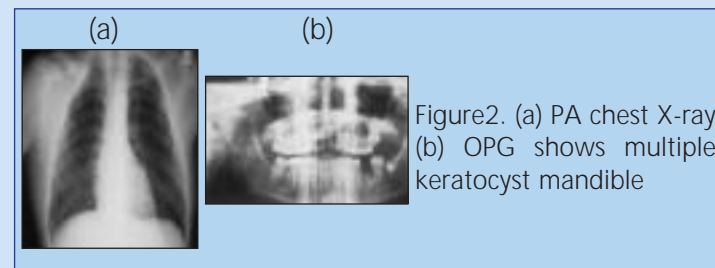 (a) (b)
Figure2. (a) PA chest X-ray
(b) OPG shows multiple
keratocyst mandible